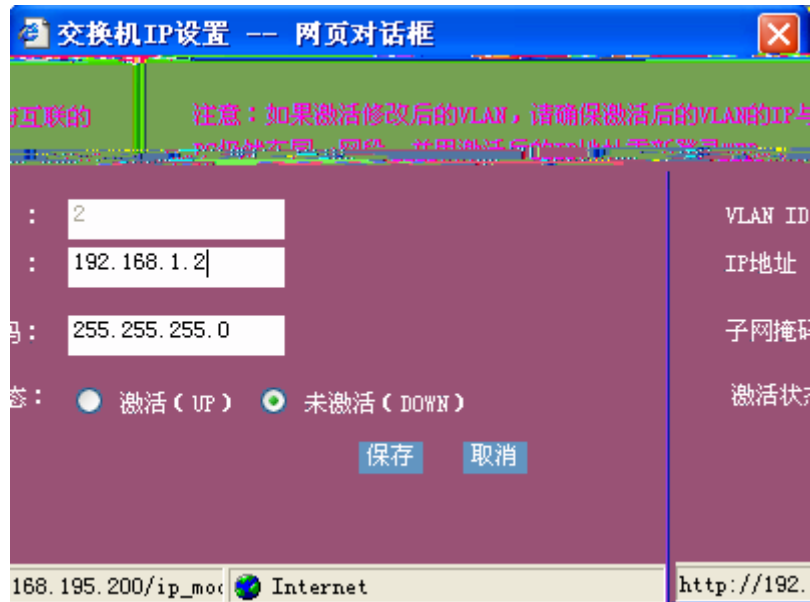 交换机IP设置 -- 网页对话框
互联的
注意：如果激活修改后的VLAN，请确保激活后的VLAN的IP与
： 2
VLAN ID
： 192.168.1.2
IP地址
码： 255.255.255.0
子网掩码
态： 激活(UP) 未激活(DOWN)
激活状态
保存 取消
168.195.200/ip_mod Internet
http://192.